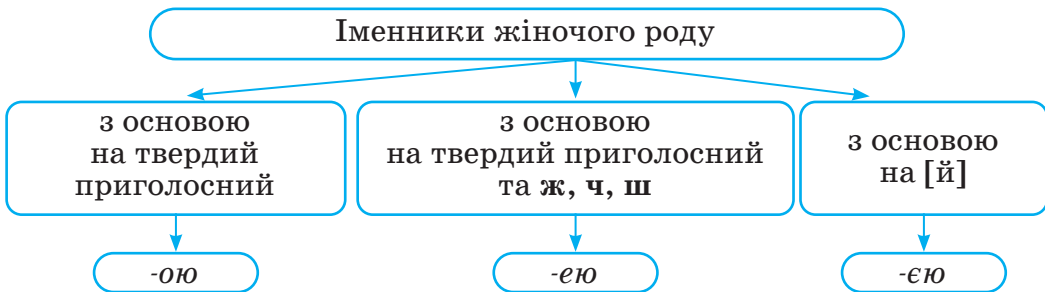 Іменники жіночого роду
з основою
на твердий
приголосний
з основою
на твердий приголосний
та ж, ч, ш
з основою
на [й]
-ою
-ею
-єю